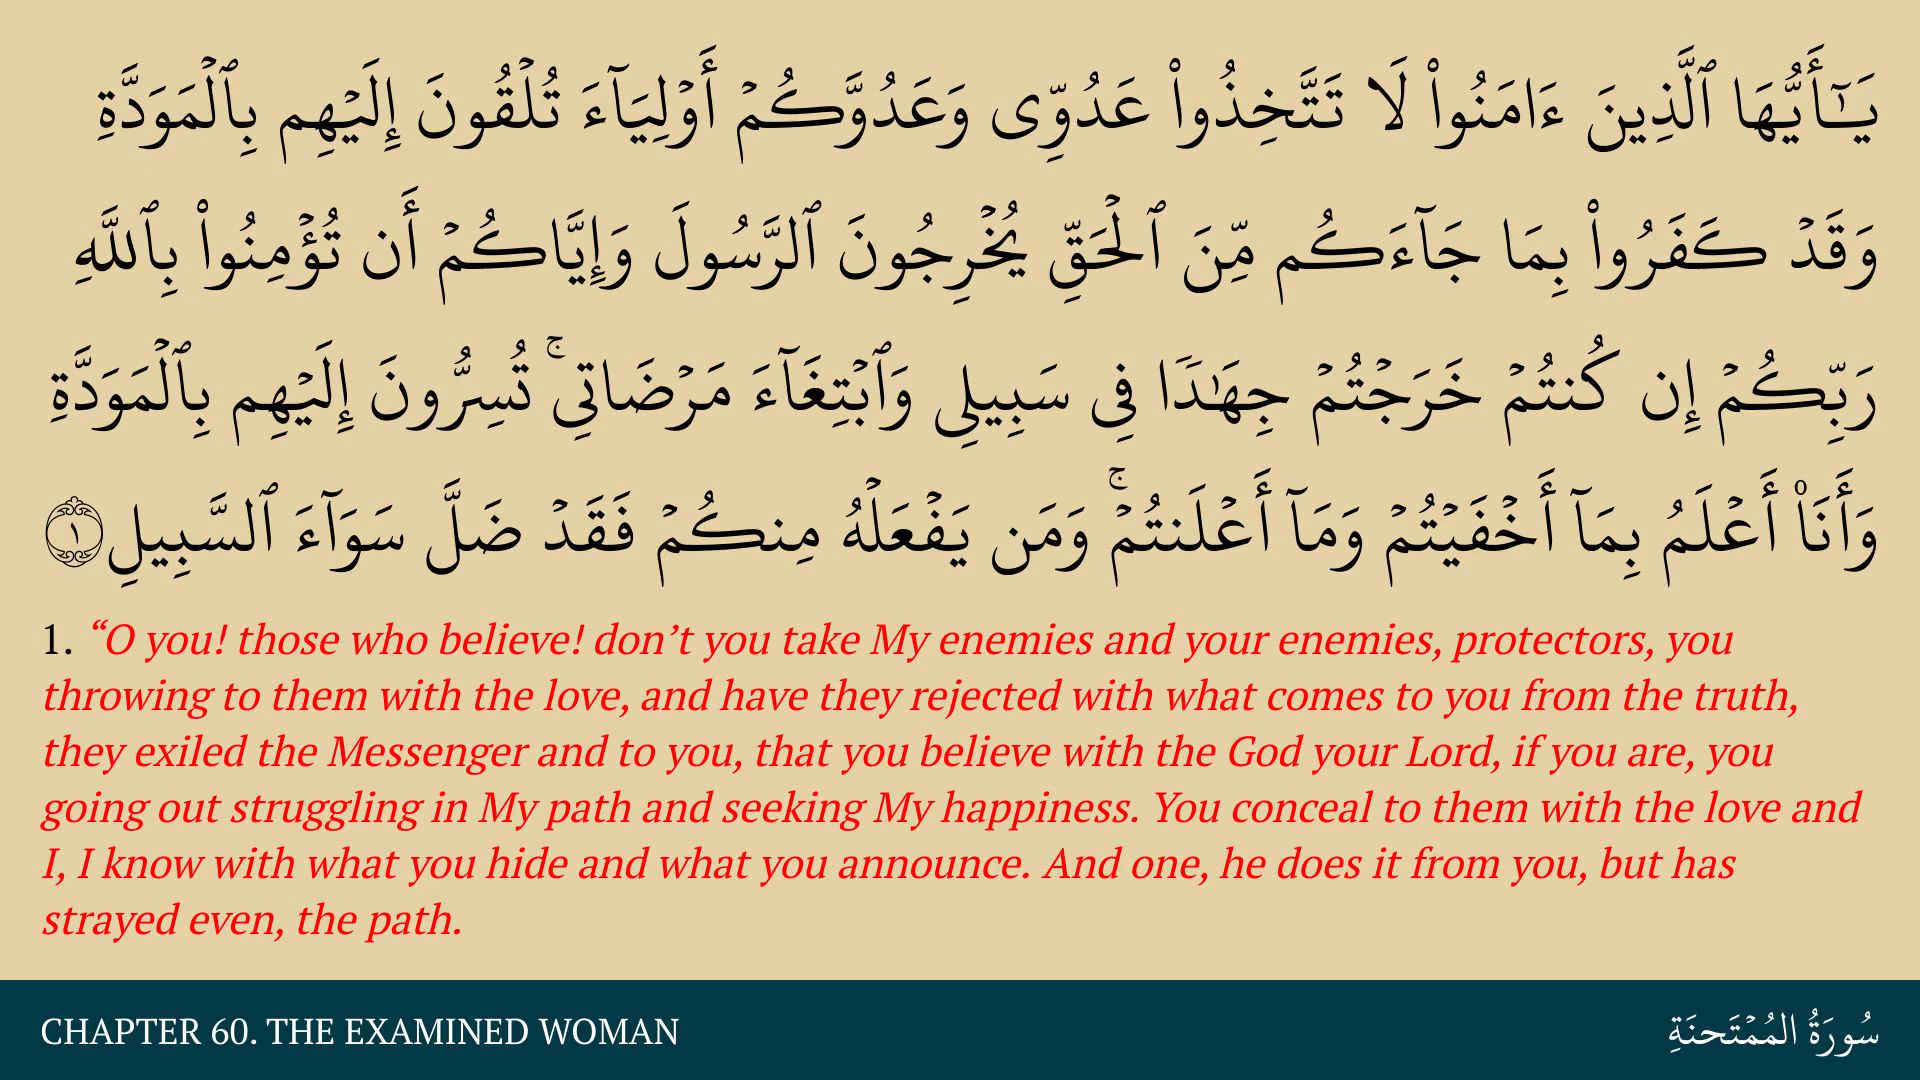 يَـٰٓأَيُّهَا ٱلَّذِينَ ءَامَنُوا۟ لَا تَتَّخِذُوا۟ عَدُوِّى وَعَدُوَّكُمْ أَوْلِيَآءَ تُلْقُونَ إِلَيْهِم بِٱلْمَوَدَّةِ
وَقَدْ كَفَرُوا۟ بِمَا جَآءَكُم مِّنَ ٱلْحَقِّ يُخْرِجُونَ ٱلرَّسُولَ وَإِيَّاكُمْ أَن تُؤْمِنُوا۟ بِٱللَّهِ
رَبِّكُمْ إِن كُنتُمْ خَرَجْتُمْ جِهَـٰدًا فِى سَبِيلِى وَٱبْتِغَآءَ مَرْضَاتِى ۚ تُسِرُّونَ إِلَيْهِم بِٱلْمَوَدَّةِ
وَأَنَا۠ أَعْلَمُ بِمَآ أَخْفَيْتُمْ وَمَآ أَعْلَنتُمْ ۚ وَمَن يَفْعَلْهُ مِنكُمْ فَقَدْ ضَلَّ سَوَآءَ ٱلسَّبِيلِ ١
1. “O you! those who believe! don’t you take My enemies and your enemies, protectors, you
throwing to them with the love, and have they rejected with what comes to you from the truth,
they exiled the Messenger and to you, that you believe with the God your Lord, if you are, you
going out struggling in My path and seeking My happiness. You conceal to them with the love and
I, I know with what you hide and what you announce. And one, he does it from you, but has
strayed even, the path.
CHAPTER 60. THE EXAMINED WOMAN
سُورَةُ المُمْتَحنَةِ